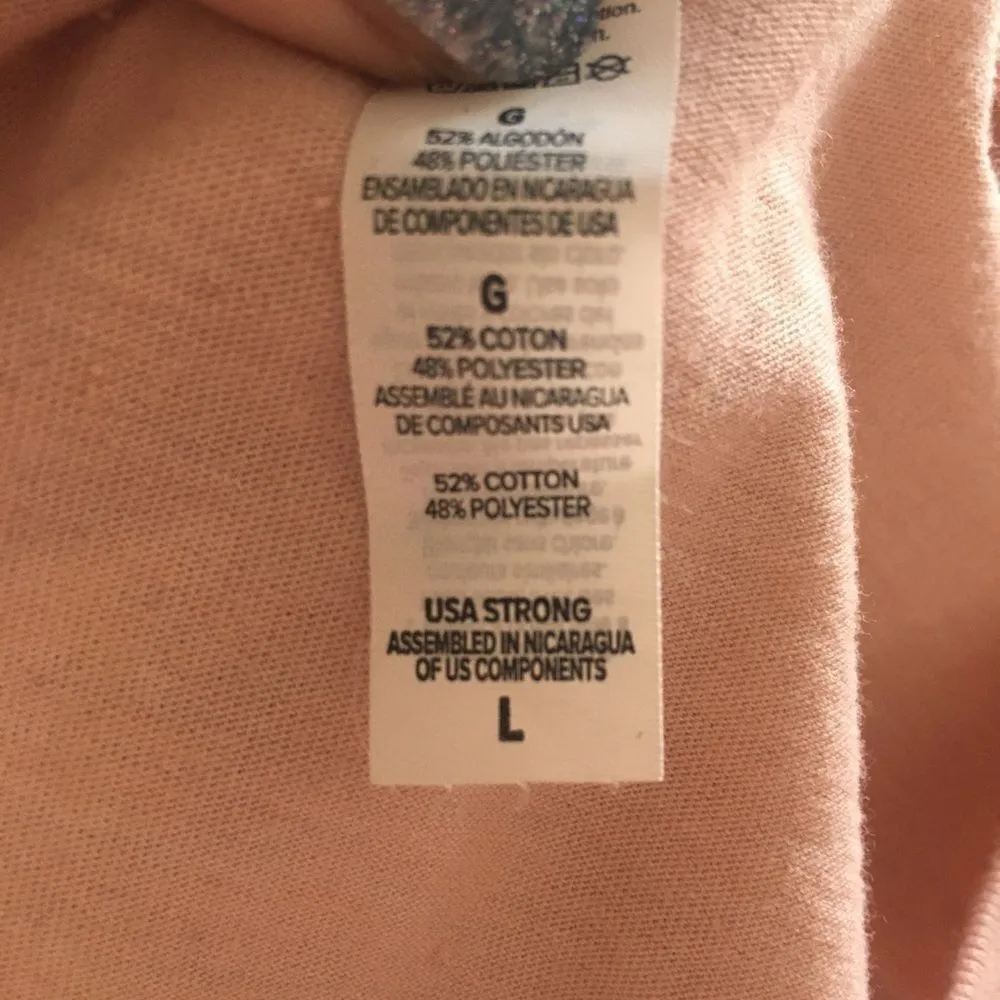 tion.
G
52% ALGODÓN
48% POLIÉSTER
ENSAMBLADO EN NICARAGUA
DE COMPONENTES DE USA
G
52% COTON
48% POLYESTER
ASSEMBLÉ AU NICARAGUA
DE COMPOSANTS USA
52% COTTON
48% POLYESTER
USA STRONG
ASSEMBLED IN NICARAGUA
OF US COMPONENTS
L